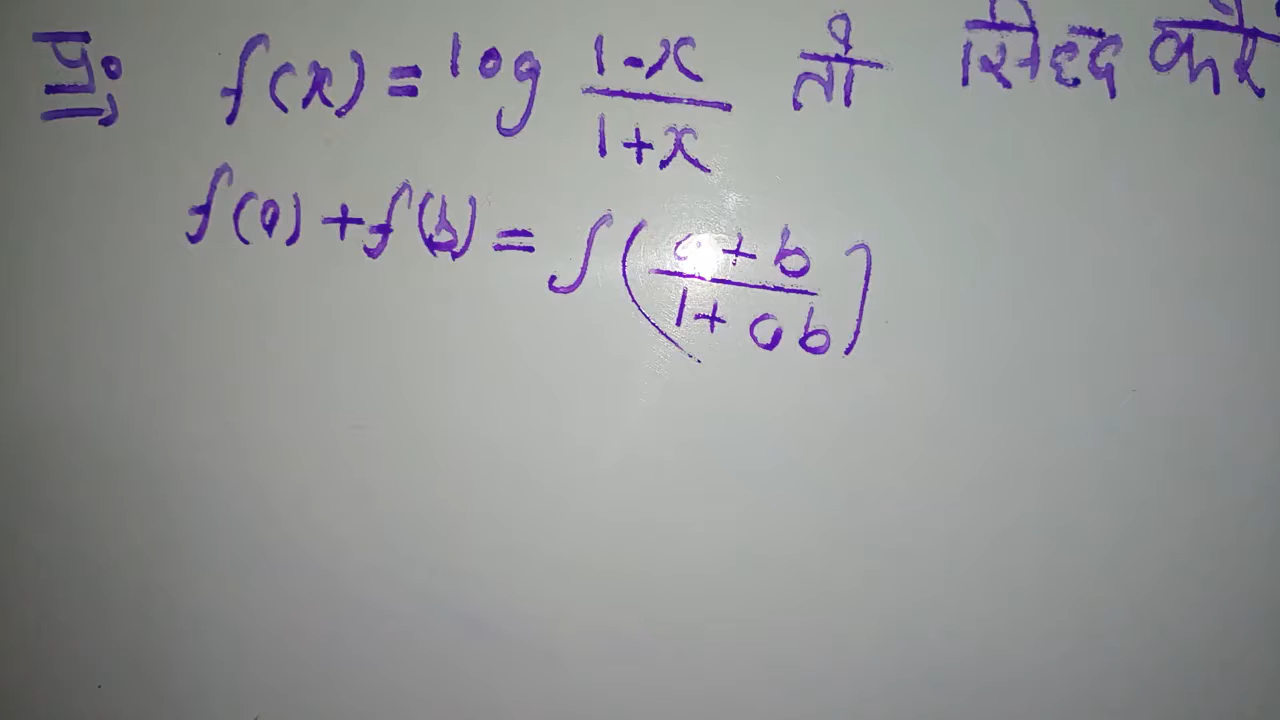 प्र: f(x) = log (1-x)/(1+x) तो सिद्ध करें
f(a) + f(b) = f((a+b)/(1+ab))